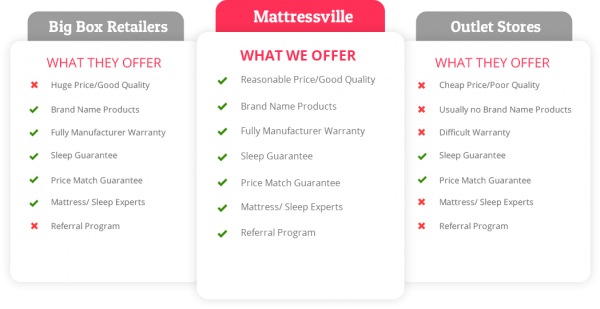 Big Box Retailers
WHAT THEY OFFER
Huge Price/Good Quality
Brand Name Products
Fully Manufacturer Warranty
Sleep Guarantee
Price Match Guarantee
Mattress/ Sleep Experts
Referral Program
Mattressville
WHAT WE OFFER
Reasonable Price/Good Quality
Brand Name Products
Fully Manufacturer Warranty
Sleep Guarantee
Price Match Guarantee
Mattress/ Sleep Experts
Referral Program
Outlet Stores
WHAT THEY OFFER
Cheap Price/Poor Quality
Usually no Brand Name Products
Difficult Warranty
Sleep Guarantee
Price Match Guarantee
Mattress/ Sleep Experts
Referral Program